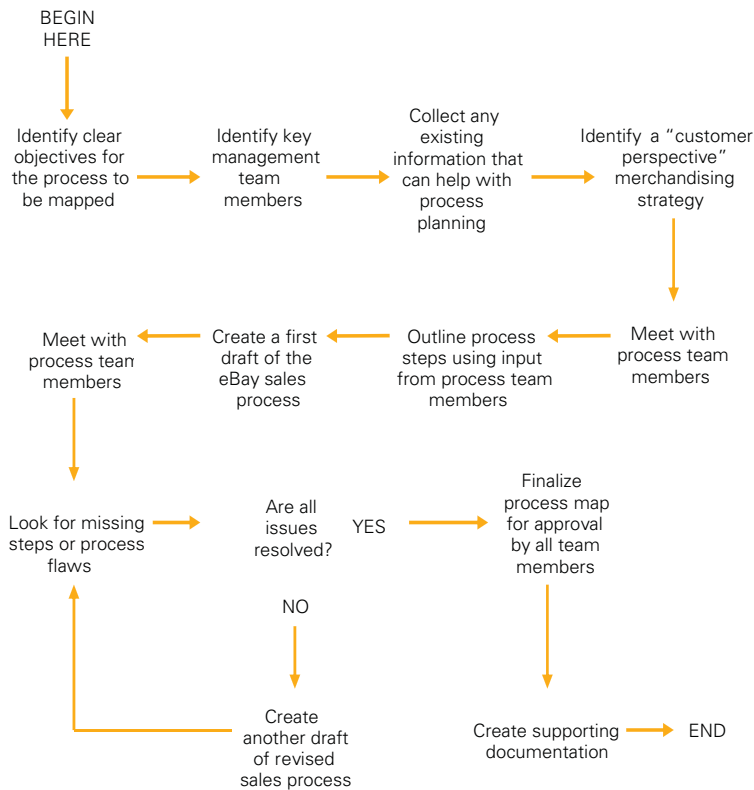 BEGIN
HERE
Identify clear
objectives for
the process to
be mapped
Identify key
management
team
members
Collect any
existing
information that
can help with
process
planning
Identify a “customer
perspective”
merchandising
strategy
Meet with
process team
members
Outline process
steps using input
from process team
members
Create a first
draft of the
eBay sales
process
Meet with
process team
members
Look for missing
steps or process
flaws
Are all
issues
resolved?
YES
Finalize
process map
for approval
by all team
members
NO
Create
another draft
of revised
sales process
Create supporting
documentation
END